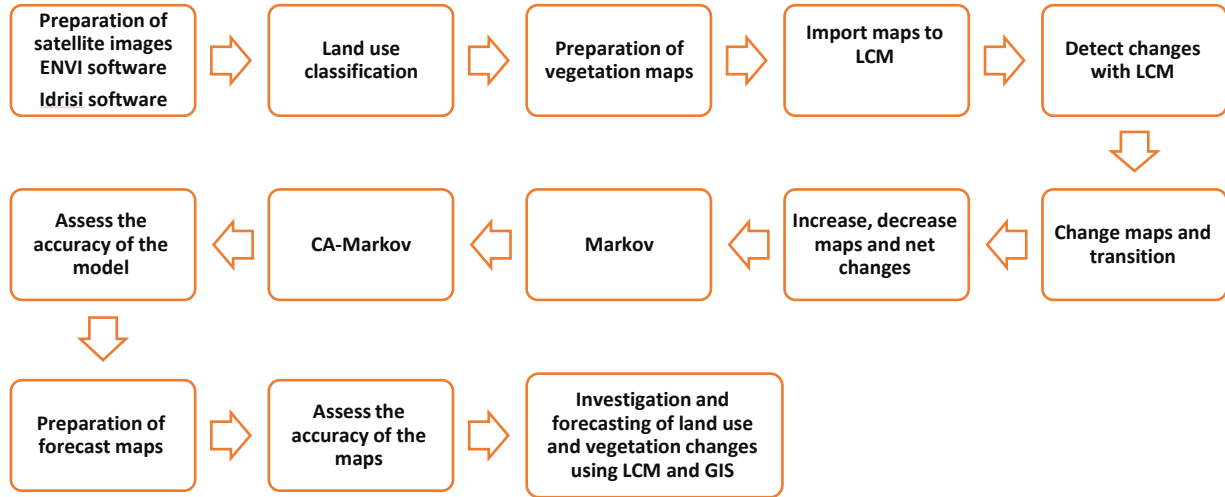 Preparation of
satellite images
ENVI software
Idrisi software
Land use
classification
Preparation of
vegetation maps
Import maps to
LCM
Detect changes
with LCM
Change maps and
transition
Increase, decrease
maps and net
changes
Markov
CA-Markov
Assess the
accuracy of the
model
Preparation of
forecast maps
Assess the
accuracy of the
maps
Investigation and
forecasting of land use
and vegetation changes
using LCM and GIS